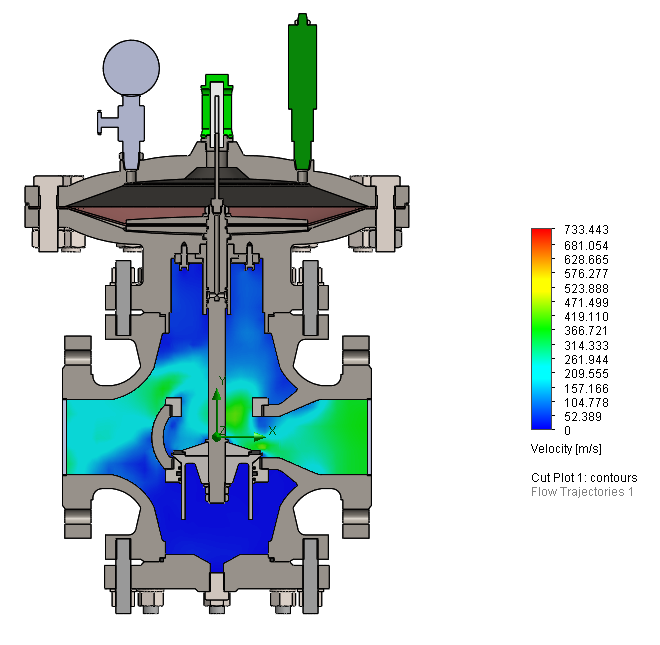 733.443
681.054
628.665
576.277
523.888
471.499
419.110
366.721
314.333
261.944
209.555
157.166
104.778
52.389
0
Velocity [m/s]
Cut Plot 1: contours
Flow Trajectories 1
Y
X
Z